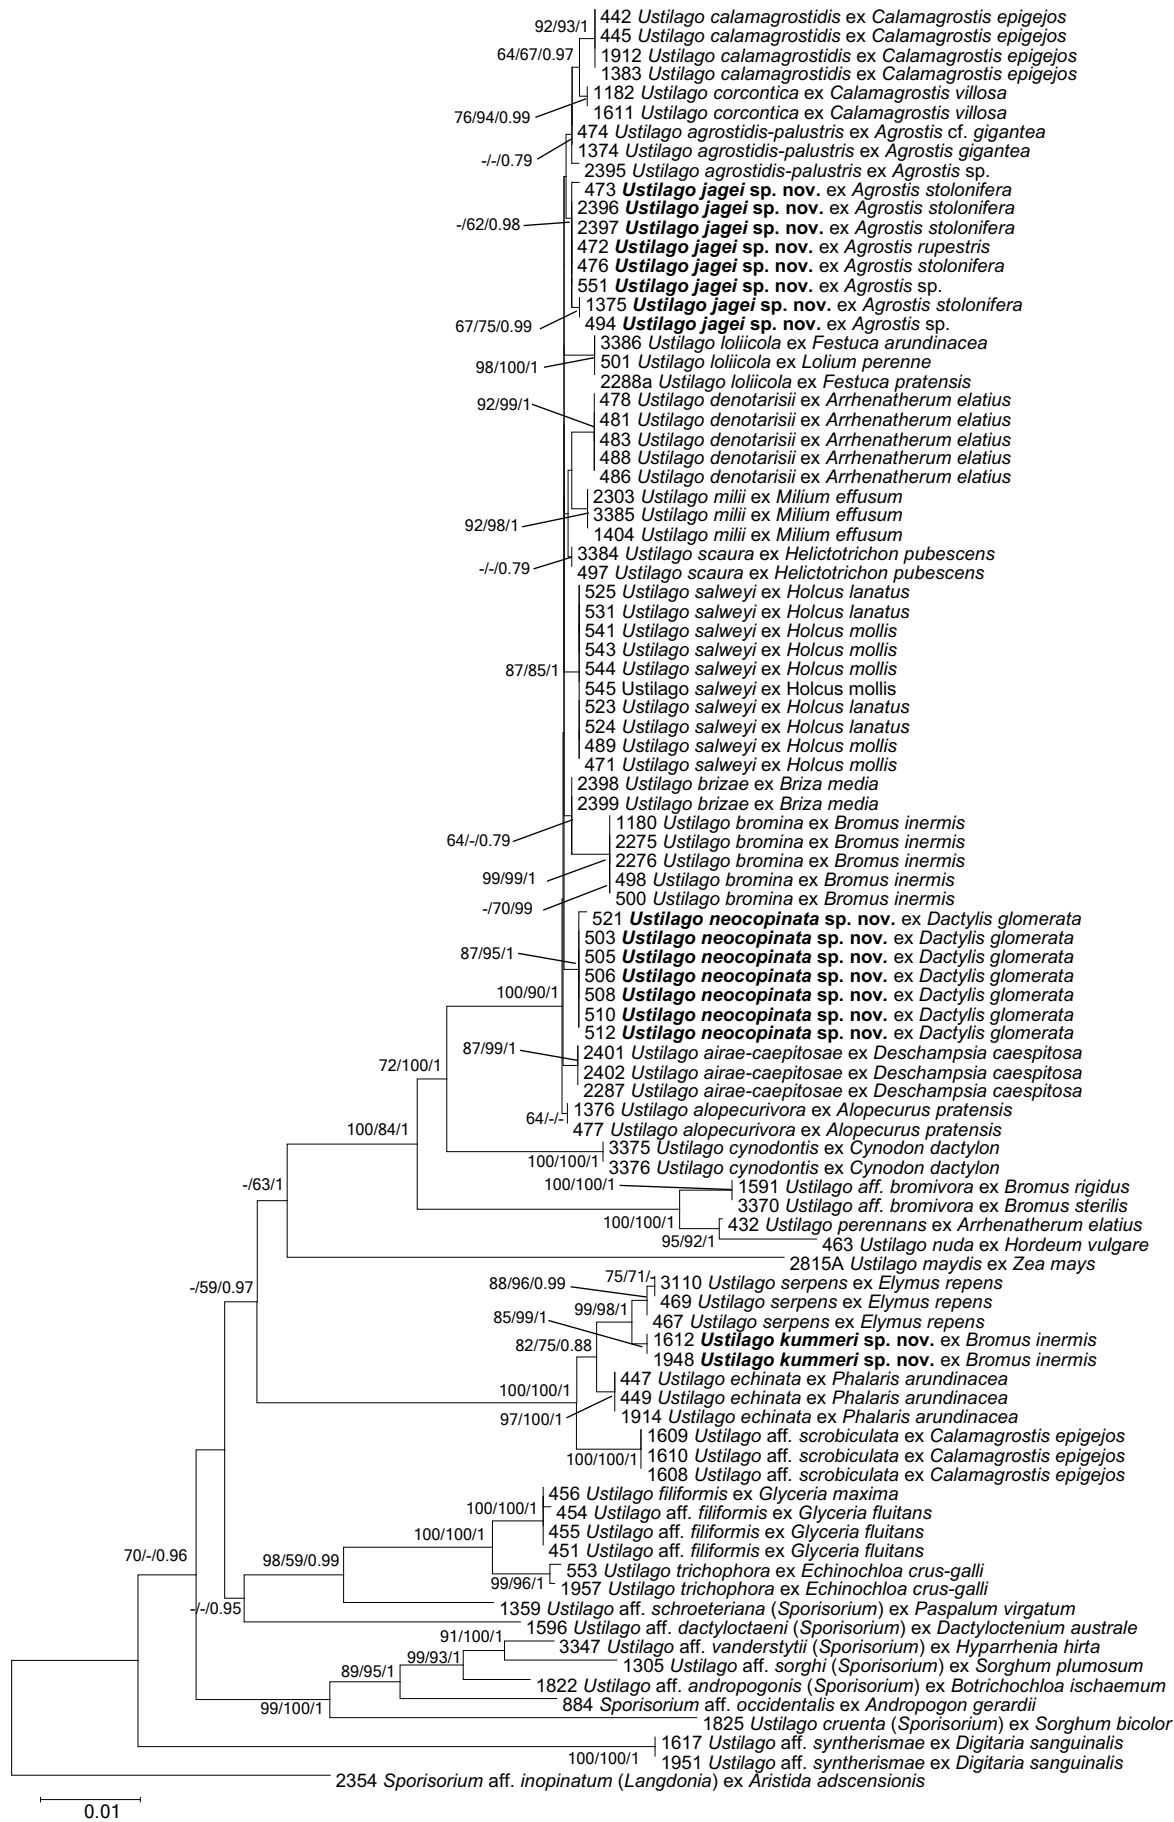 442 Ustilago calamagrostidis ex Calamagrostis epigejos
92/93/1
445 Ustilago calamagrostidis ex Calamagrostis epigejos
64/67/0.97
1912 Ustilago calamagrostidis ex Calamagrostis epigejos
1383 Ustilago calamagrostidis ex Calamagrostis epigejos
1182 Ustilago corcontica ex Calamagrostis villosa
76/94/0.99
1611 Ustilago corcontica ex Calamagrostis villosa
474 Ustilago agrostidis-palustris ex Agrostis cf. gigantea
-/-/0.79
1374 Ustilago agrostidis-palustris ex Agrostis gigantea
2395 Ustilago agrostidis-palustris ex Agrostis sp.
473 Ustilago jagei sp. nov. ex Agrostis stolonifera
2396 Ustilago jagei sp. nov. ex Agrostis stolonifera
-/62/0.98
2397 Ustilago jagei sp. nov. ex Agrostis stolonifera
472 Ustilago jagei sp. nov. ex Agrostis rupestris
476 Ustilago jagei sp. nov. ex Agrostis stolonifera
551 Ustilago jagei sp. nov. ex Agrostis sp.
1375 Ustilago jagei sp. nov. ex Agrostis stolonifera
67/75/0.99
494 Ustilago jagei sp. nov. ex Agrostis sp.
3386 Ustilago loliicola ex Festuca arundinacea
98/100/1
501 Ustilago loliicola ex Lolium perenne
2288a Ustilago loliicola ex Festuca pratensis
92/99/1
478 Ustilago denotarisii ex Arrhenatherum elatius
481 Ustilago denotarisii ex Arrhenatherum elatius
483 Ustilago denotarisii ex Arrhenatherum elatius
488 Ustilago denotarisii ex Arrhenatherum elatius
486 Ustilago denotarisii ex Arrhenatherum elatius
2303 Ustilago milii ex Milium effusum
92/98/1
3385 Ustilago milii ex Milium effusum
1404 Ustilago milii ex Milium effusum
3384 Ustilago scaura ex Helictotrichon pubescens
-/-/0.79
497 Ustilago scaura ex Helictotrichon pubescens
525 Ustilago salweyi ex Holcus lanatus
531 Ustilago salweyi ex Holcus lanatus
541 Ustilago salweyi ex Holcus mollis
543 Ustilago salweyi ex Holcus mollis
87/85/1
544 Ustilago salweyi ex Holcus mollis
545 Ustilago salweyi ex Holcus mollis
523 Ustilago salweyi ex Holcus lanatus
524 Ustilago salweyi ex Holcus lanatus
489 Ustilago salweyi ex Holcus mollis
471 Ustilago salweyi ex Holcus mollis
2398 Ustilago brizae ex Briza media
2399 Ustilago brizae ex Briza media
1180 Ustilago bromina ex Bromus inermis
64/-/0.79
2275 Ustilago bromina ex Bromus inermis
2276 Ustilago bromina ex Bromus inermis
99/99/1
498 Ustilago bromina ex Bromus inermis
-/70/99
500 Ustilago bromina ex Bromus inermis
521 Ustilago neocopinata sp. nov. ex Dactylis glomerata
503 Ustilago neocopinata sp. nov. ex Dactylis glomerata
87/95/1
505 Ustilago neocopinata sp. nov. ex Dactylis glomerata
506 Ustilago neocopinata sp. nov. ex Dactylis glomerata
100/90/1
508 Ustilago neocopinata sp. nov. ex Dactylis glomerata
510 Ustilago neocopinata sp. nov. ex Dactylis glomerata
512 Ustilago neocopinata sp. nov. ex Dactylis glomerata
87/99/1
2401 Ustilago airae-caepitosae ex Deschampsia caespitosa
72/100/1
2402 Ustilago airae-caepitosae ex Deschampsia caespitosa
2287 Ustilago airae-caepitosae ex Deschampsia caespitosa
64/-/-
1376 Ustilago alopecurivora ex Alopecurus pratensis
100/84/1
477 Ustilago alopecurivora ex Alopecurus pratensis
3375 Ustilago cynodontis ex Cynodon dactylon
100/100/1
3376 Ustilago cynodontis ex Cynodon dactylon
-/63/1
100/100/1
1591 Ustilago aff. bromivora ex Bromus rigidus
3370 Ustilago aff. bromivora ex Bromus sterilis
100/100/1
432 Ustilago perennans ex Arrhenatherum elatius
95/92/1
463 Ustilago nuda ex Hordeum vulgare
2815A Ustilago maydis ex Zea mays
-/59/0.97
88/96/0.99
75/71/-
3110 Ustilago serpens ex Elymus repens
469 Ustilago serpens ex Elymus repens
85/99/1
99/98/1
467 Ustilago serpens ex Elymus repens
82/75/0.88
1612 Ustilago kummeri sp. nov. ex Bromus inermis
1948 Ustilago kummeri sp. nov. ex Bromus inermis
447 Ustilago echinata ex Phalaris arundinacea
100/100/1
449 Ustilago echinata ex Phalaris arundinacea
97/100/1
1914 Ustilago echinata ex Phalaris arundinacea
1609 Ustilago aff. scrobiculata ex Calamagrostis epigejos
100/100/1
1610 Ustilago aff. scrobiculata ex Calamagrostis epigejos
1608 Ustilago aff. scrobiculata ex Calamagrostis epigejos
456 Ustilago filiformis ex Glyceria maxima
100/100/1
454 Ustilago aff. filiformis ex Glyceria fluitans
100/100/1
455 Ustilago aff. filiformis ex Glyceria fluitans
451 Ustilago aff. filiformis ex Glyceria fluitans
70/-/0.96
98/59/0.99
553 Ustilago trichophora ex Echinochloa crus-galli
99/96/1
1957 Ustilago trichophora ex Echinochloa crus-galli
-/-/0.95
1359 Ustilago aff. schroeteriana (Sporisorium) ex Paspalum virgatum
1596 Ustilago aff. dactyloctaeni (Sporisorium) ex Dactyloctenium australe
91/100/1
3347 Ustilago aff. vanderstytii (Sporisorium) ex Hyparrhenia hirta
99/93/1
1305 Ustilago aff. sorghi (Sporisorium) ex Sorghum plumosum
89/95/1
1822 Ustilago aff. andropogonis (Sporisorium) ex Botrichochloa ischaemum
99/100/1
884 Sporisorium aff. occidentalis ex Andropogon gerardii
1825 Ustilago cruenta (Sporisorium) ex Sorghum bicolor
1617 Ustilago aff. syntherismae ex Digitaria sanguinalis
100/100/1
1951 Ustilago aff. syntherismae ex Digitaria sanguinalis
2354 Sporisorium aff. inopinatum (Langdonia) ex Aristida adscensionis
0.01